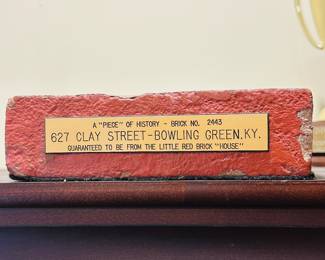 A "PIECE" OF HISTORY - BRICK NO. 2443
627 CLAY STREET-BOWLING GREEN.KY.
GUARANTEED TO BE FROM THE LITTLE RED BRICK "HOUSE"